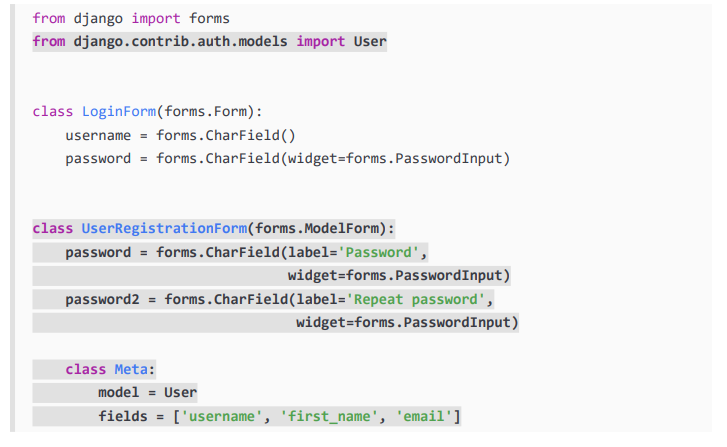 from django import forms
from django.contrib.auth.models import User
class LoginForm(forms.Form):
    username = forms.CharField()
    password = forms.CharField(widget=forms.PasswordInput)
class UserRegistrationForm(forms.ModelForm):
    password = forms.CharField(label='Password',
                               widget=forms.PasswordInput)
    password2 = forms.CharField(label='Repeat password',
                                widget=forms.PasswordInput)
    class Meta:
        model = User
        fields = ['username', 'first_name', 'email']